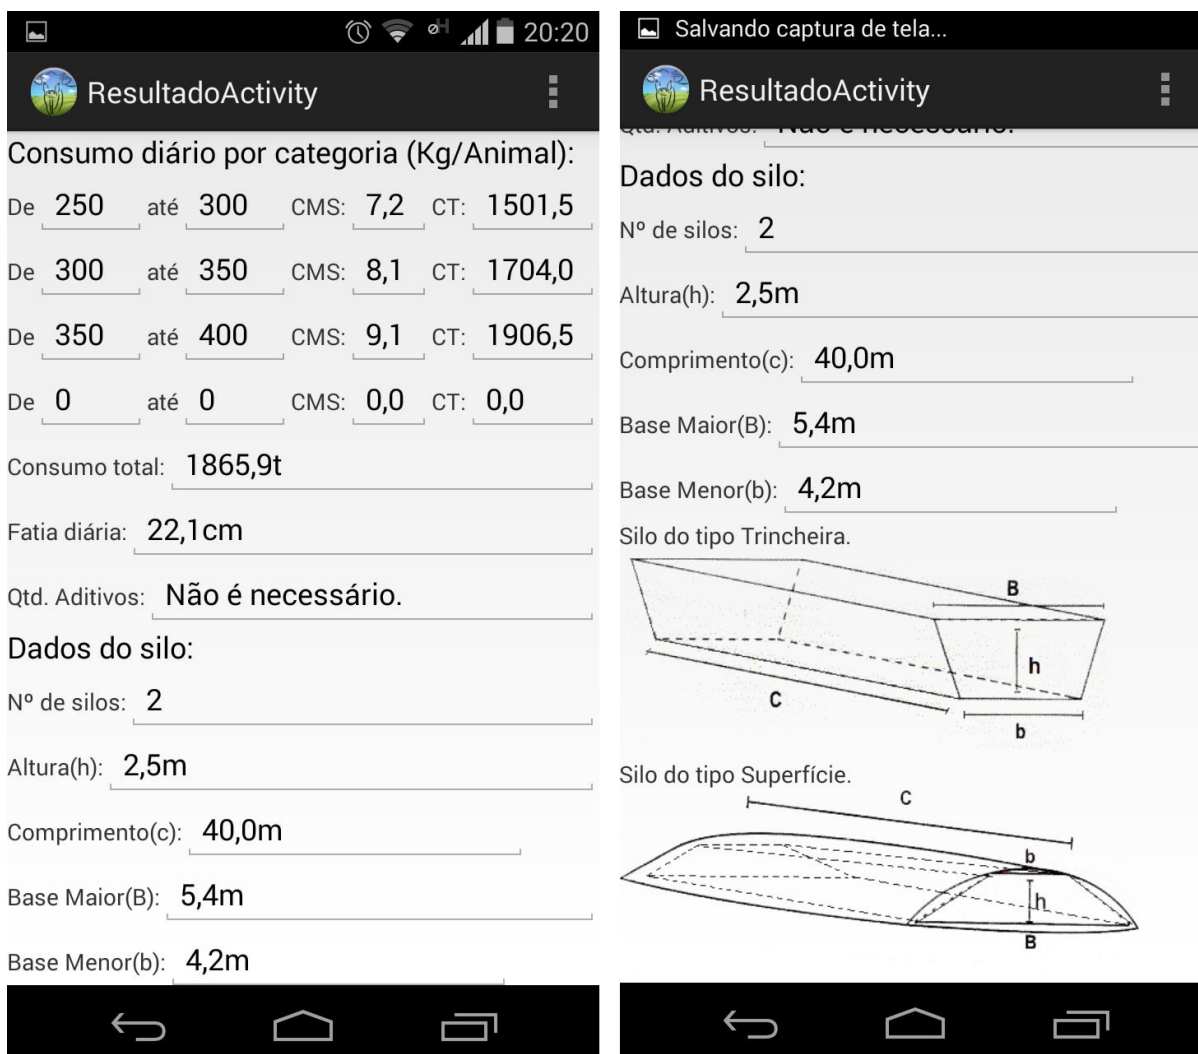 20:20
ResultadoActivity
Consumo diário por categoria (Kg/Animal):
De 250 até 300 CMS: 7,2 CT: 1501,5
De 300 até 350 CMS: 8,1 CT: 1704,0
De 350 até 400 CMS: 9,1 CT: 1906,5
De 0 até 0 CMS: 0,0 CT: 0,0
Consumo total: 1865,9t
Fatia diária: 22,1cm
Qtd. Aditivos: Não é necessário.
Dados do silo:
Nº de silos: 2
Altura(h): 2,5m
Comprimento(c): 40,0m
Base Maior(B): 5,4m
Base Menor(b): 4,2m
Salvando captura de tela...
ResultadoActivity
Qtd. Aditivos: Não é necessário.
Dados do silo:
Nº de silos: 2
Altura(h): 2,5m
Comprimento(c): 40,0m
Base Maior(B): 5,4m
Base Menor(b): 4,2m
Silo do tipo Trincheira.
B
h
C
b
Silo do tipo Superfície.
C
b
h
B